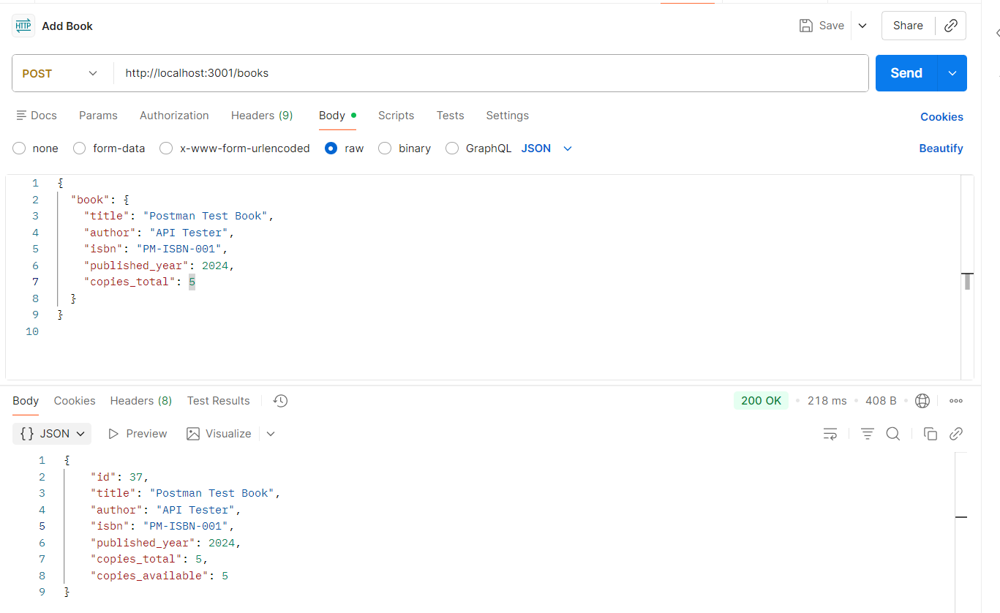 HTTP Add Book Save Share
POST http://localhost:3001/books Send
Docs Params Authorization Headers (9) Body Scripts Tests Settings Cookies
none form-data x-www-form-urlencoded raw binary GraphQL JSON Beautify
1 {
2 "book": {
3 "title": "Postman Test Book",
4 "author": "API Tester",
5 "isbn": "PM-ISBN-001",
6 "published_year": 2024,
7 "copies_total": 5
8 }
9 }
10
Body Cookies Headers (8) Test Results 200 OK • 218 ms • 408 B •
{} JSON Preview Visualize
1 {
2 "id": 37,
3 "title": "Postman Test Book",
4 "author": "API Tester",
5 "isbn": "PM-ISBN-001",
6 "published_year": 2024,
7 "copies_total": 5,
8 "copies_available": 5
9 }